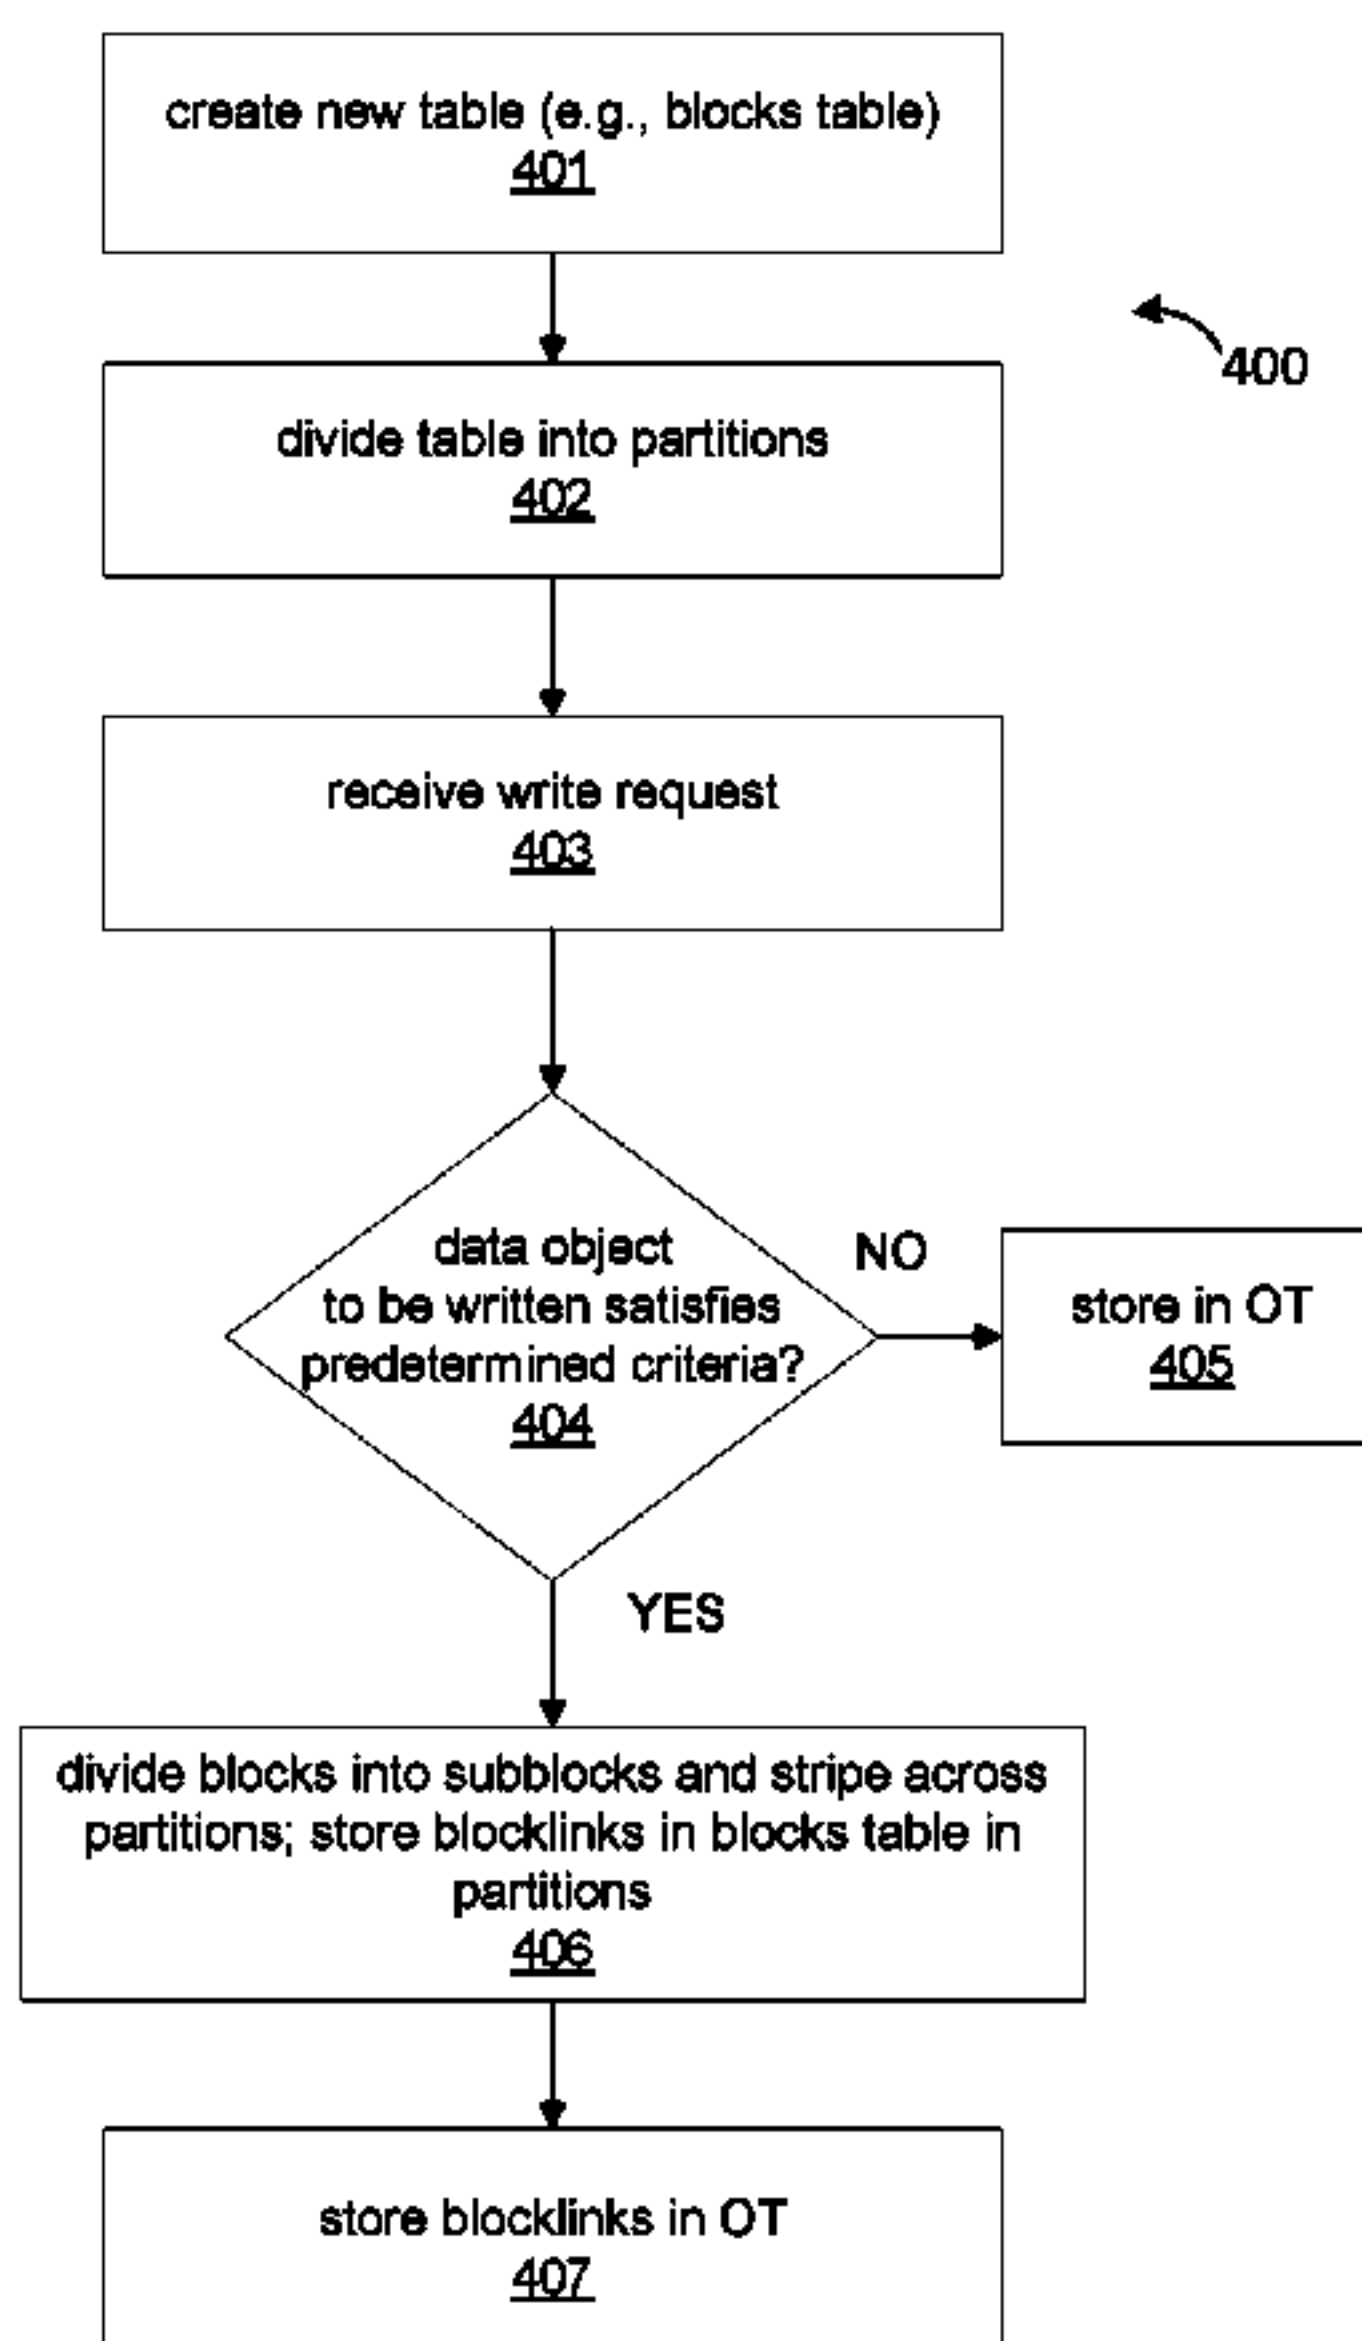 create new table (e.g., blocks table)
401
400
divide table into partitions
402
receive write request
403
data object
to be written satisfies
predetermined criteria?
404
NO
store in OT
405
YES
divide blocks into subblocks and stripe across
partitions; store blocklinks in blocks table in
partitions
406
store blocklinks in OT
407